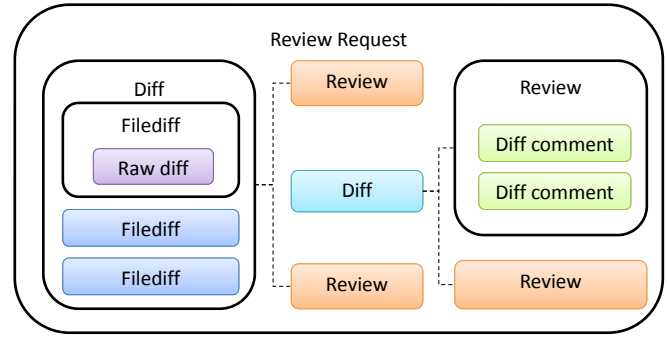 Review Request
Diff
Filediff
Raw diff
Filediff
Filediff
Review
Diff
Review
Review
Diff comment
Diff comment
Review